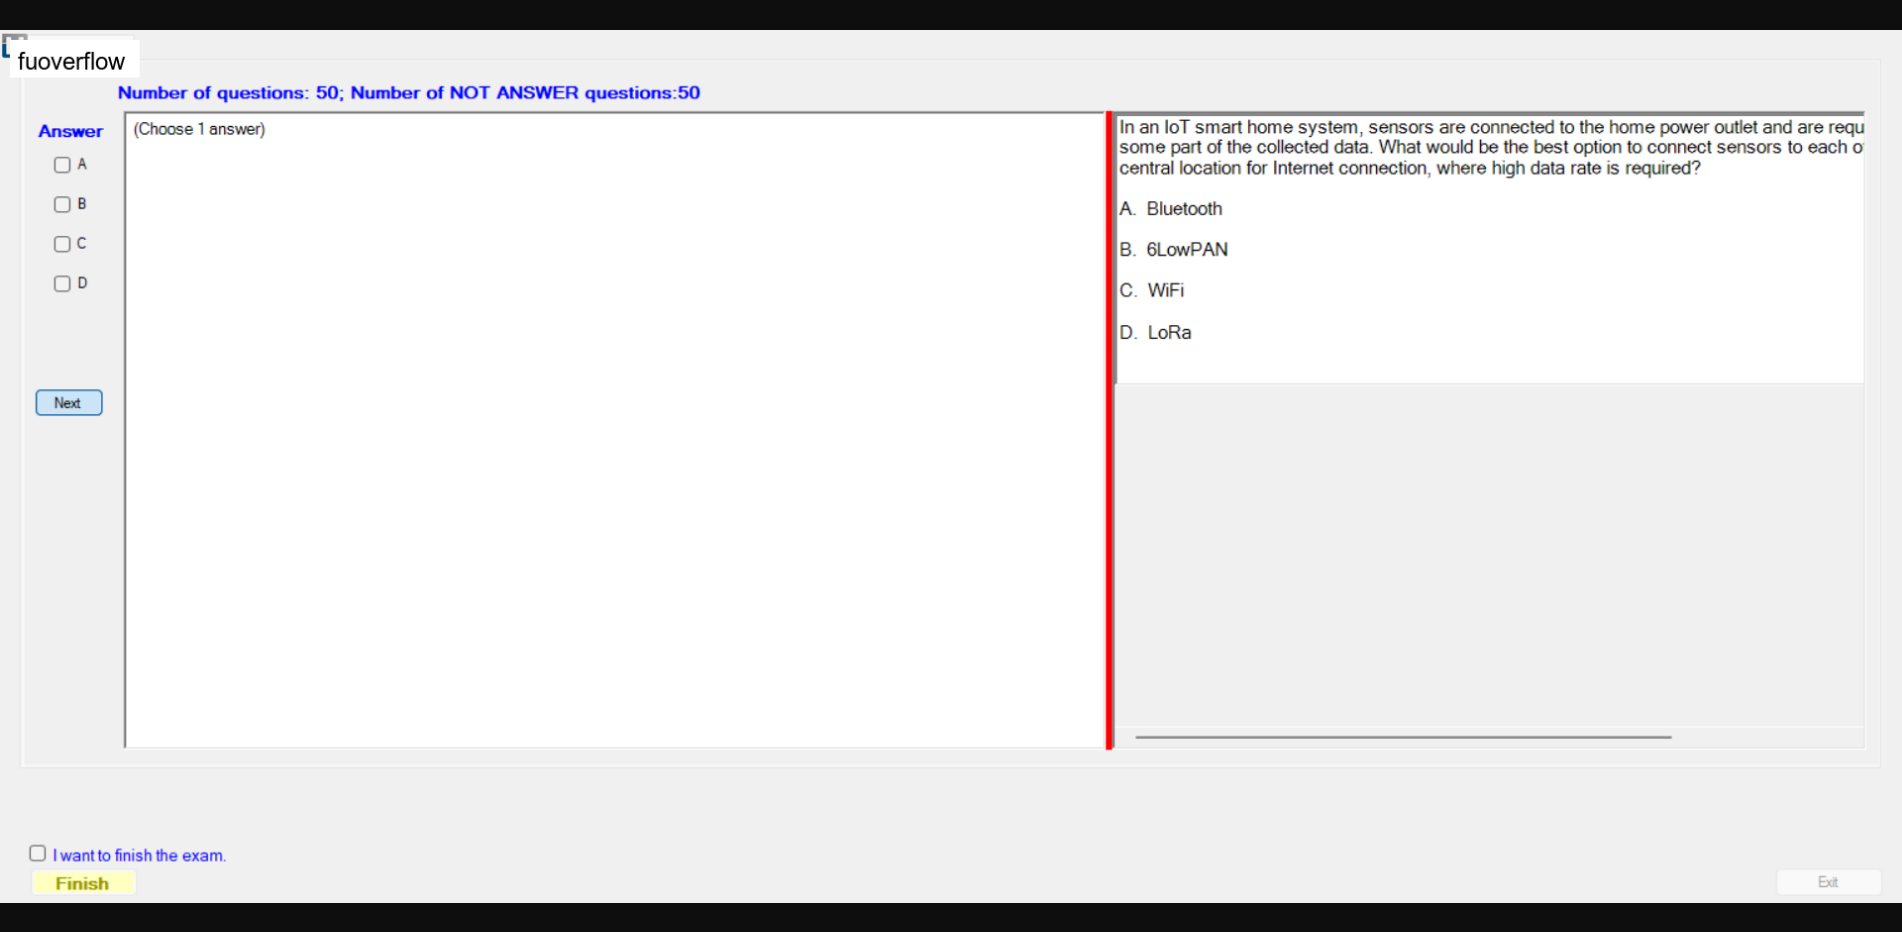 fuoverflow
Number of questions: 50; Number of NOT ANSWER questions:50
Answer
A
B
C
D
Next
(Choose 1 answer)
In an IoT smart home system, sensors are connected to the home power outlet and are requ
some part of the collected data. What would be the best option to connect sensors to each o
central location for Internet connection, where high data rate is required?
A. Bluetooth
B. 6LowPAN
C. WiFi
D. LoRa
I want to finish the exam.
Finish
Exit